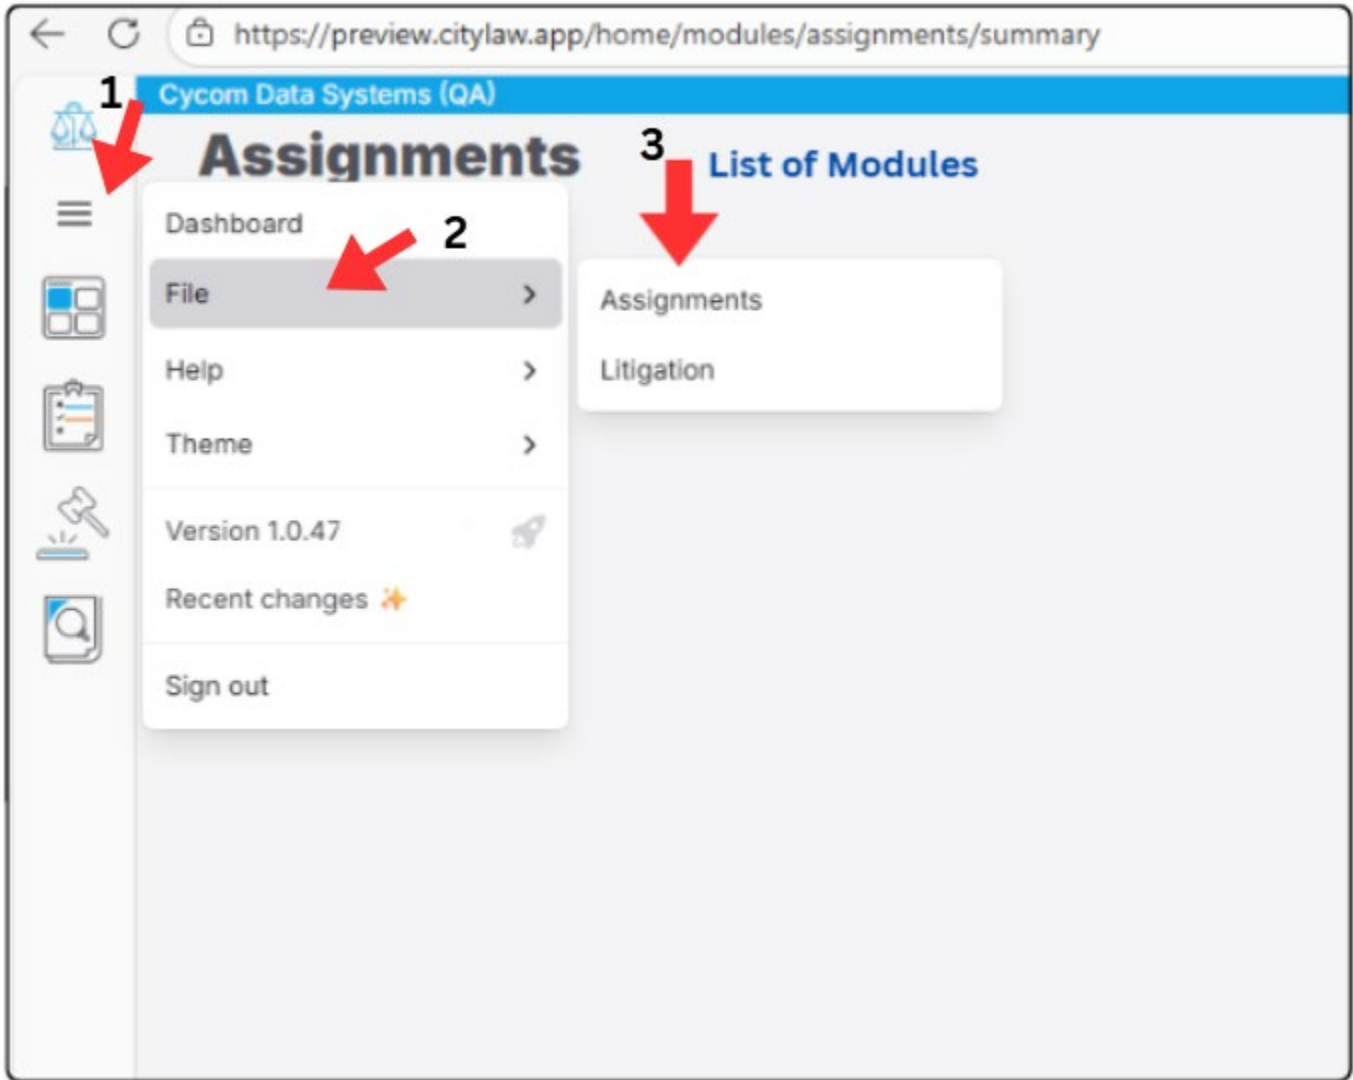 https://preview.citylaw.app/home/modules/assignments/summary
1
Cycom Data Systems (QA)
Assignments
3
List of Modules
Dashboard
2
File
Assignments
Help
Litigation
Theme
Version 1.0.47
Recent changes ✨
Sign out